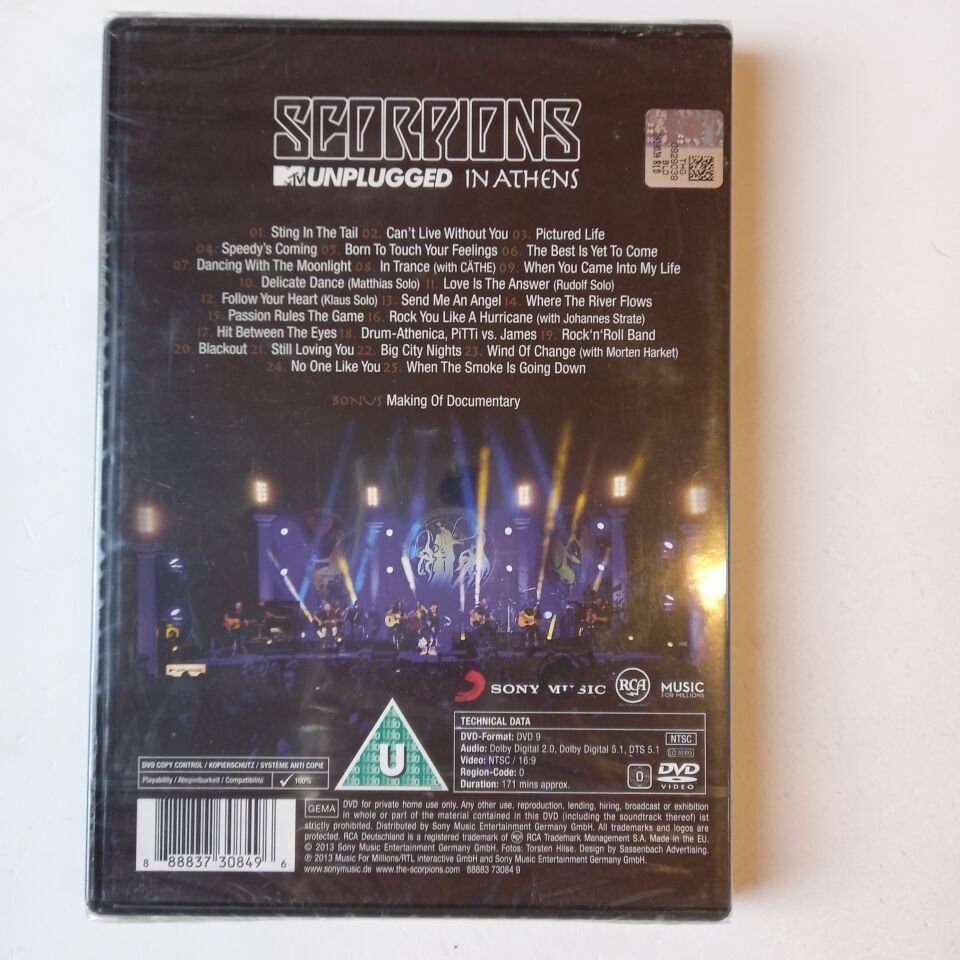 SCORPIONS
MTV UNPLUGGED IN ATHENS
THG
BLD
0929039
01. Sting In The Tail 02. Can't Live Without You 03. Pictured Life
04. Speedy's Coming 05. Born To Touch Your Feelings 06. The Best Is Yet To Come
07. Dancing With The Moonlight 08. In Trance (with CÄTHE) 09. When You Came Into My Life
10. Delicate Dance (Matthias Solo) 11. Love Is The Answer (Rudolf Solo)
12. Follow Your Heart (Klaus Solo) 13. Send Me An Angel 14. Where The River Flows
15. Passion Rules The Game 16. Rock You Like A Hurricane (with Johannes Strate)
17. Hit Between The Eyes 18. Drum-Athenica, PiTTi vs. James 19. Rock'n'Roll Band
20. Blackout 21. Still Loving You 22. Big City Nights 23. Wind Of Change (with Morten Harket)
24. No One Like You 25. When The Smoke Is Going Down
BONUS Making Of Documentary
SONY MUSIC RCA MUSIC
FOR MILLIONS
U
TECHNICAL DATA
DVD-Format: DVD 9
Audio: Dolby Digital 2.0, Dolby Digital 5.1, DTS 5.1
Video: NTSC / 16:9
Region-Code: 0
Duration: 171 mins approx.
NTSC
0
DVD
VIDEO
DVD COPY CONTROL / KOPIERSCHUTZ / SYSTÈME ANTI COPIE
Playability / Abspielbarkeit / Compatibilité ✓ 100%
8 88837 30849 6
GEMA DVD for private home use only. Any other use, reproduction, lending, hiring, broadcast or exhibition
in whole or part of the material contained in this DVD (including the soundtrack thereof) ist
strictly prohibited. Distributed by Sony Music Entertainment Germany GmbH. All trademarks and logos are
protected. RCA Deutschland is a registered trademark of RCA Trademark Management S.A. Made in the EU.
© 2013 Sony Music Entertainment Germany GmbH. Fotos: Torsten Hilse. Design by Sassenbach Advertising.
℗ 2013 Music For Millions/RTL interactive GmbH and Sony Music Entertainment Germany GmbH.
www.sonymusic.de www.the-scorpions.com 88883 73084 9